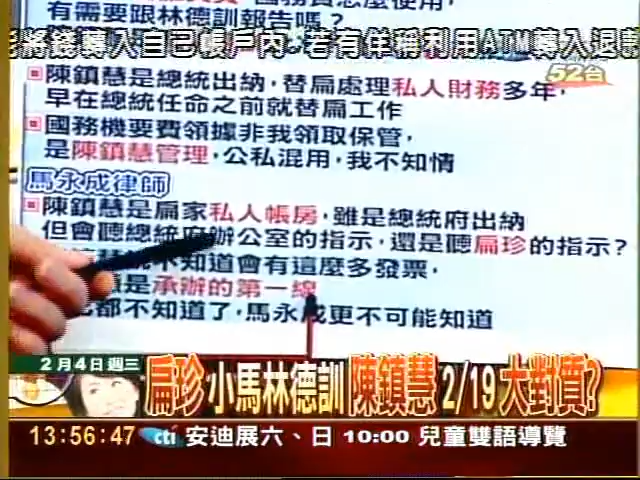 國務費怎麼使用，
有需要跟林德訓報告嗎？
將錢轉入自己帳戶內，若有佯稱利用ATM轉入退
52台
陳鎮慧是總統出納，替扁處理私人財務多年，
早在總統任命之前就替扁工作
國務機要費領據非我領取保管，
是陳鎮慧管理，公私混用，我不知情
馬永成律師
陳鎮慧是扁家私人帳房，雖是總統府出納
但會聽總統府辦公室的指示，還是聽扁珍的指示？
不知道會有這麼多發票，
是承辦的第一線
都不知道了，馬永成更不可能知道
2月4日週三
扁珍 小馬林德訓 陳鎮慧 2/19 大對質？
13:56:47 cti 安迪展六、日 10:00 兒童雙語導覽